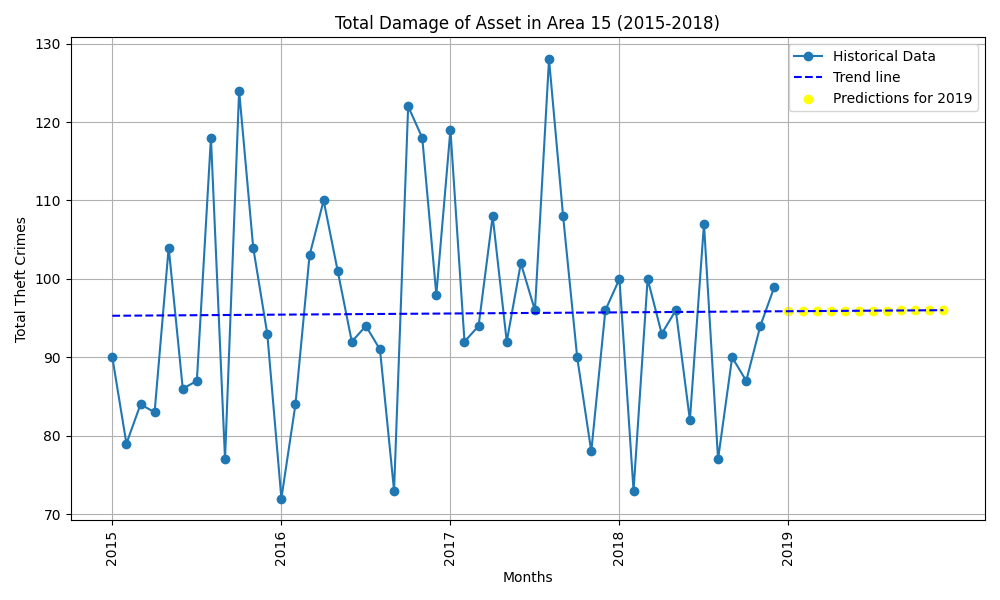 Total Damage of Asset in Area 15 (2015-2018)
Total Theft Crimes
130
120
110
100
90
80
70
Historical Data
Trend line
Predictions for 2019
2015
2016
2017
2018
2019
Months